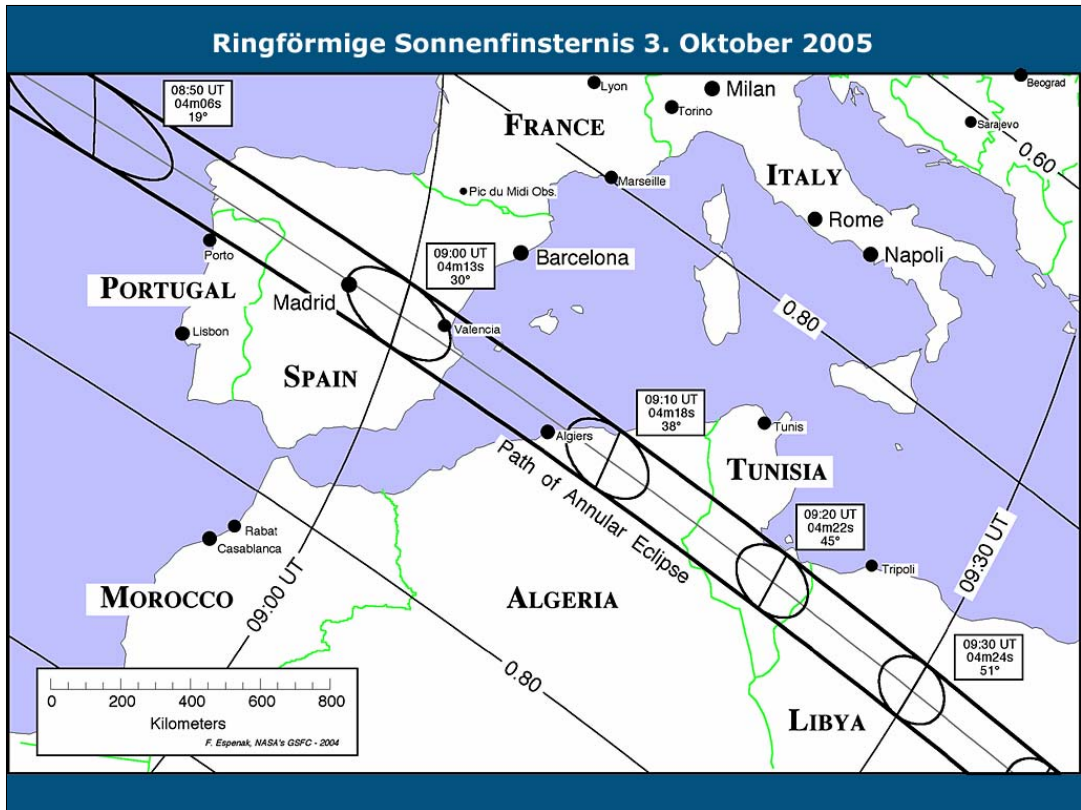 Ringförmige Sonnenfinsternis 3. Oktober 2005
08:50 UT
04m06s
19°
Lyon
Milan
Torino
Beograd
Sarajevo
FRANCE
0.60
ITALY
Marseille
Pic du Midi Obs.
Rome
Porto
09:00 UT
04m13s
30°
Barcelona
Napoli
PORTUGAL
Madrid
0.80
Lisbon
Valencia
SPAIN
09:10 UT
04m18s
38°
Algiers
Tunis
TUNISIA
Path of Annular Eclipse
09:20 UT
04m22s
45°
Rabat
Casablanca
Tripoli
09:30 UT
MOROCCO
09:00 UT
ALGERIA
09:30 UT
04m24s
51°
0.80
LIBYA
0 200 400 600 800
Kilometers
F. Espenak, NASA's GSFC - 2004